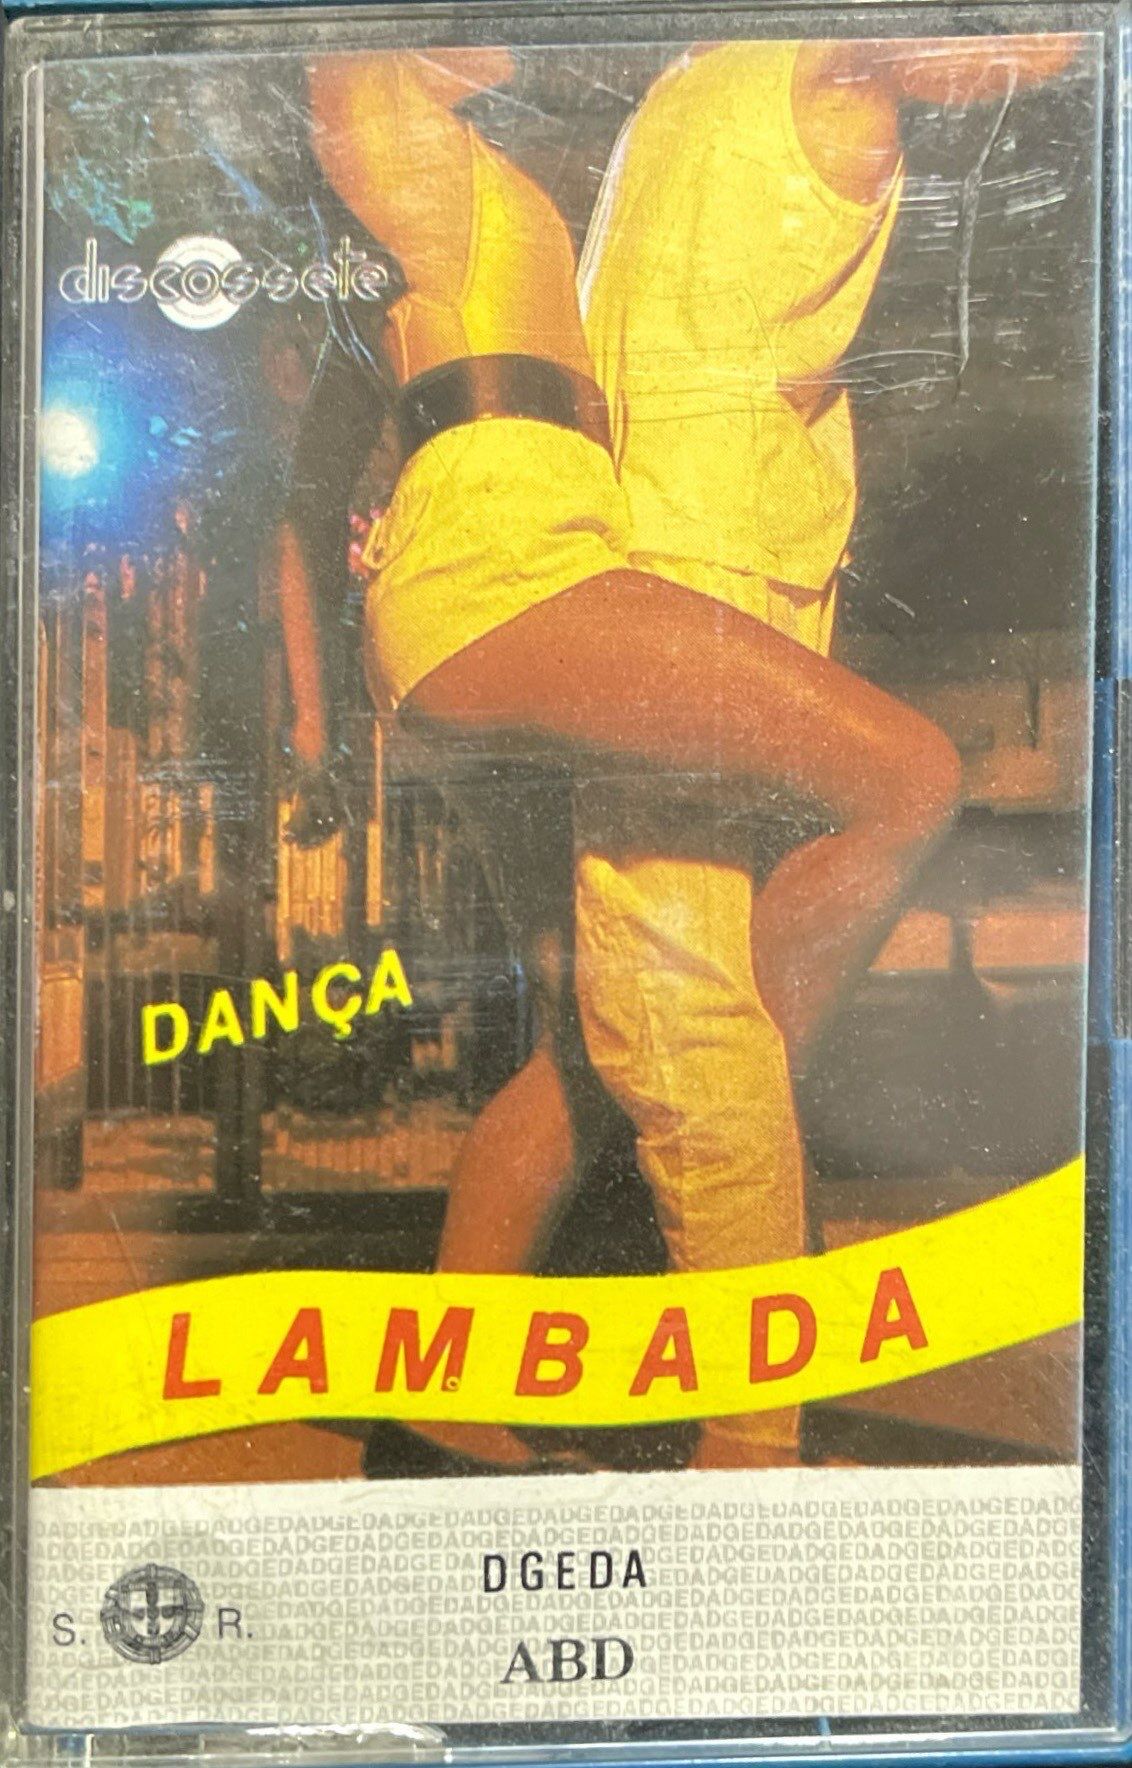 discossete
DANÇA
LAMBADA
DGEDA
S. R.
ABD